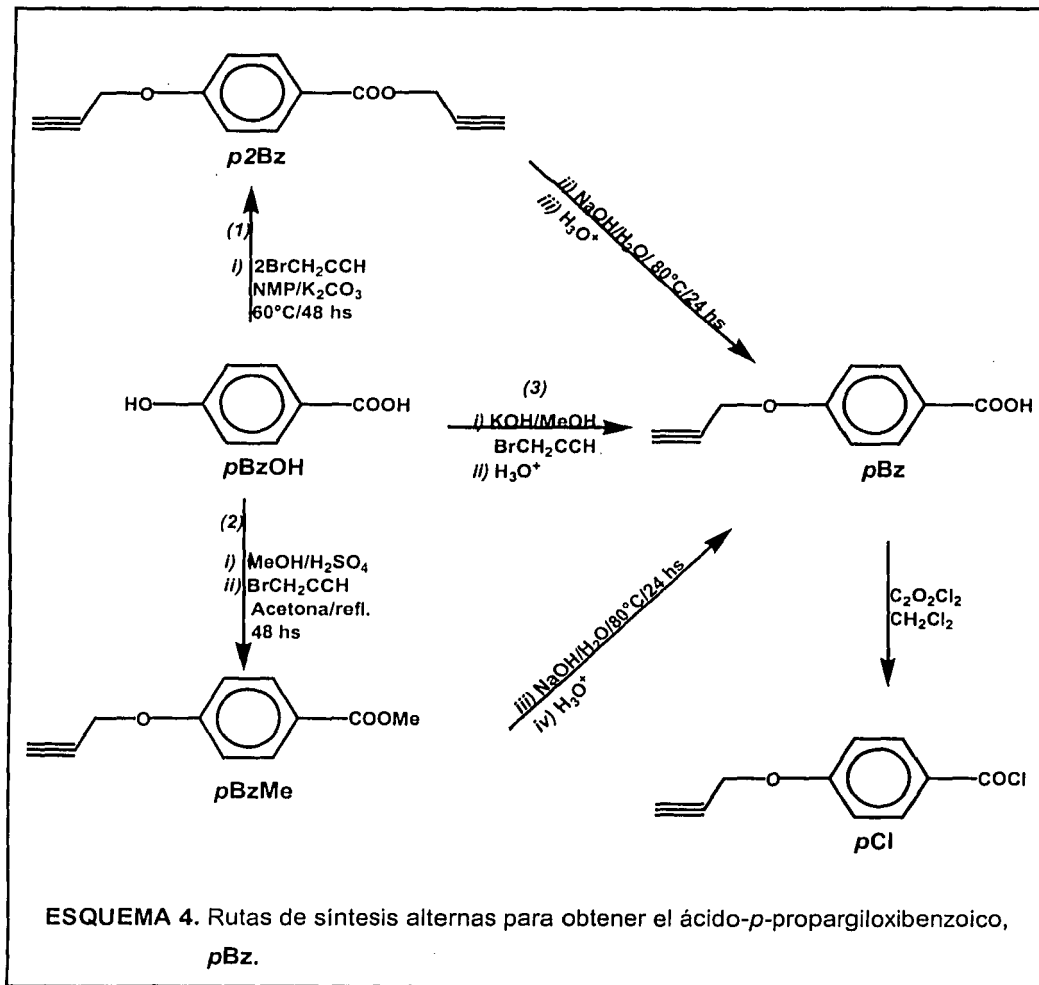 O
COO
p2Bz
(1)
i) 2BrCH₂CCH
NMP/K₂CO₃
60°C/48 hs
ii) NaOH/H₂O/ 80°C/24 hs
iii) H₃O⁺
HO
COOH
pBzOH
(3)
i) KOH/MeOH
BrCH₂CCH
ii) H₃O⁺
O
COOH
pBz
(2)
i) MeOH/H₂SO₄
ii) BrCH₂CCH
Acetona/refl.
48 hs
iii) NaOH/H₂O/80°C/24 hs
iv) H₃O⁺
C₂O₂Cl₂
CH₂Cl₂
O
COOMe
pBzMe
O
COCl
pCl
ESQUEMA 4. Rutas de síntesis alternas para obtener el ácido-p-propargiloxibenzoico,
pBz.